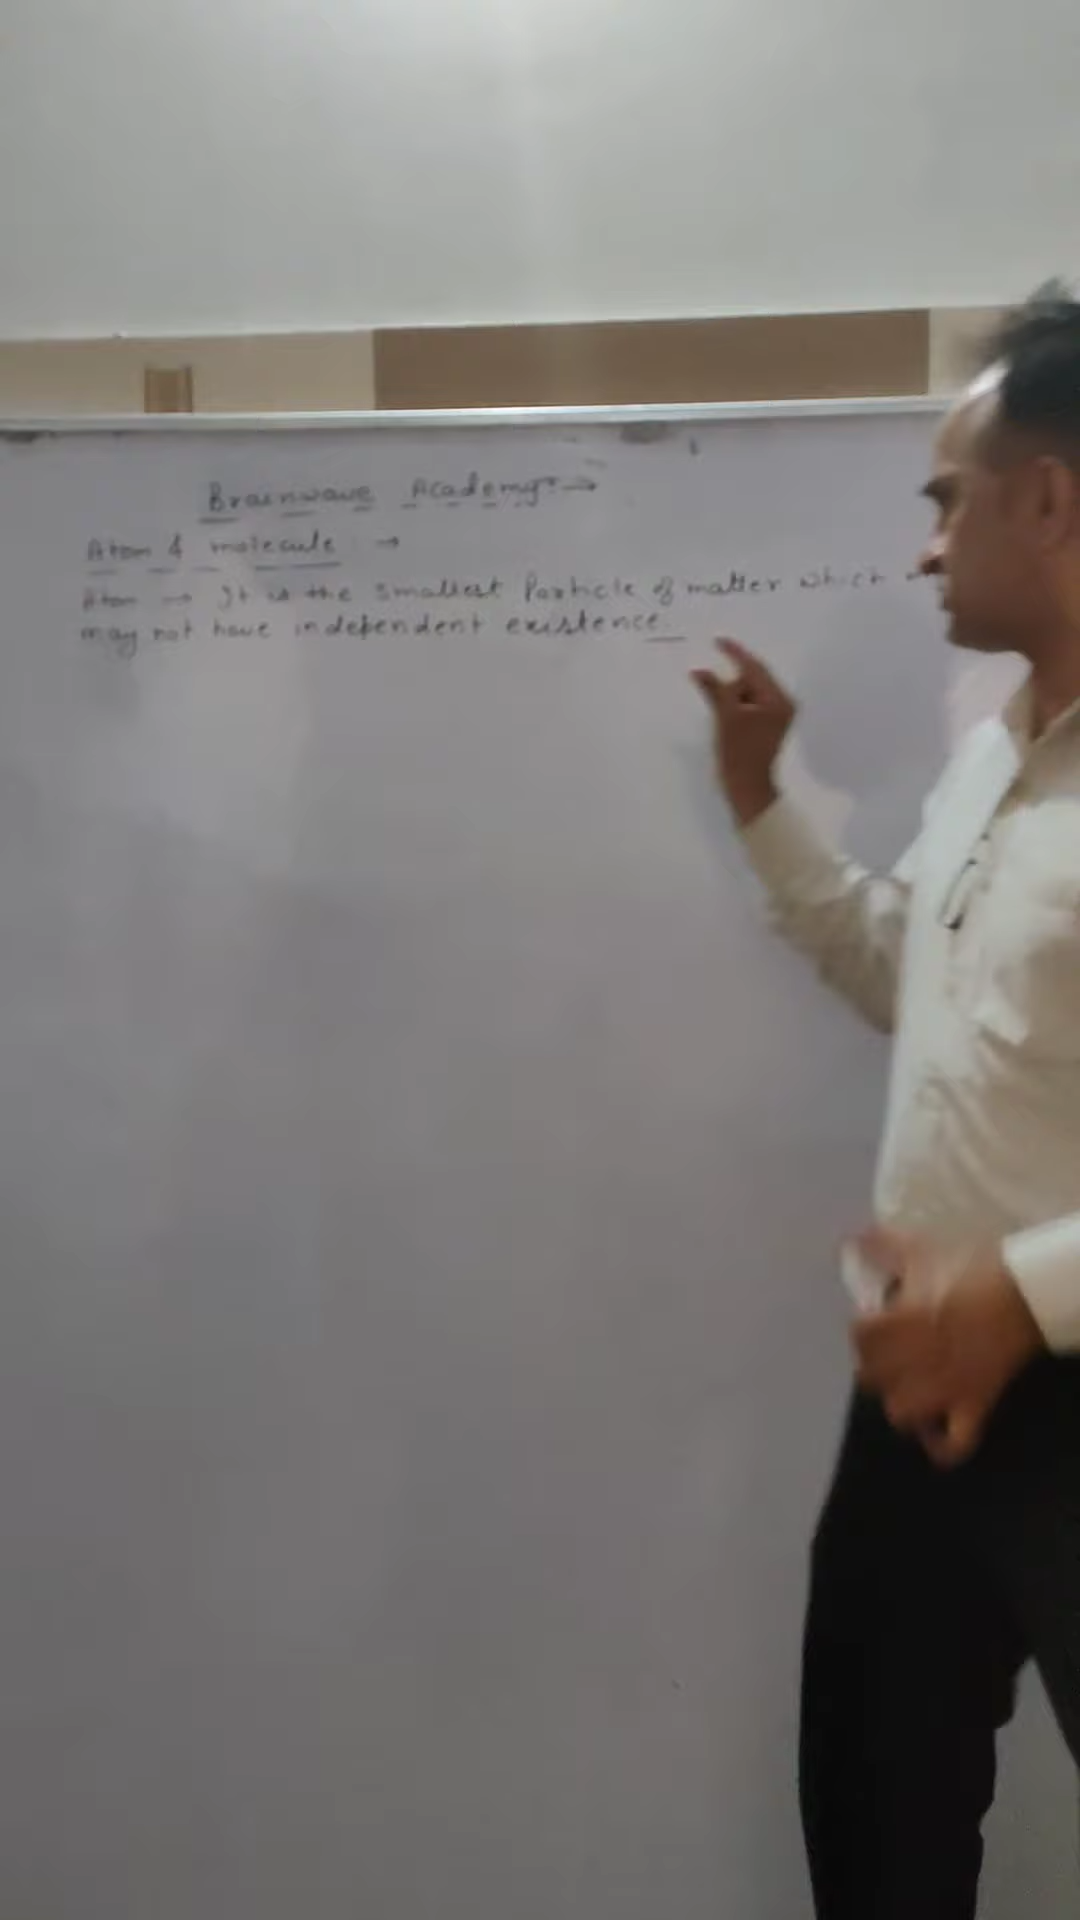 Brainwave Academy :→
Atom & molecule :→
Atom → It is the smallest Particle of matter which
may not have independent existence.